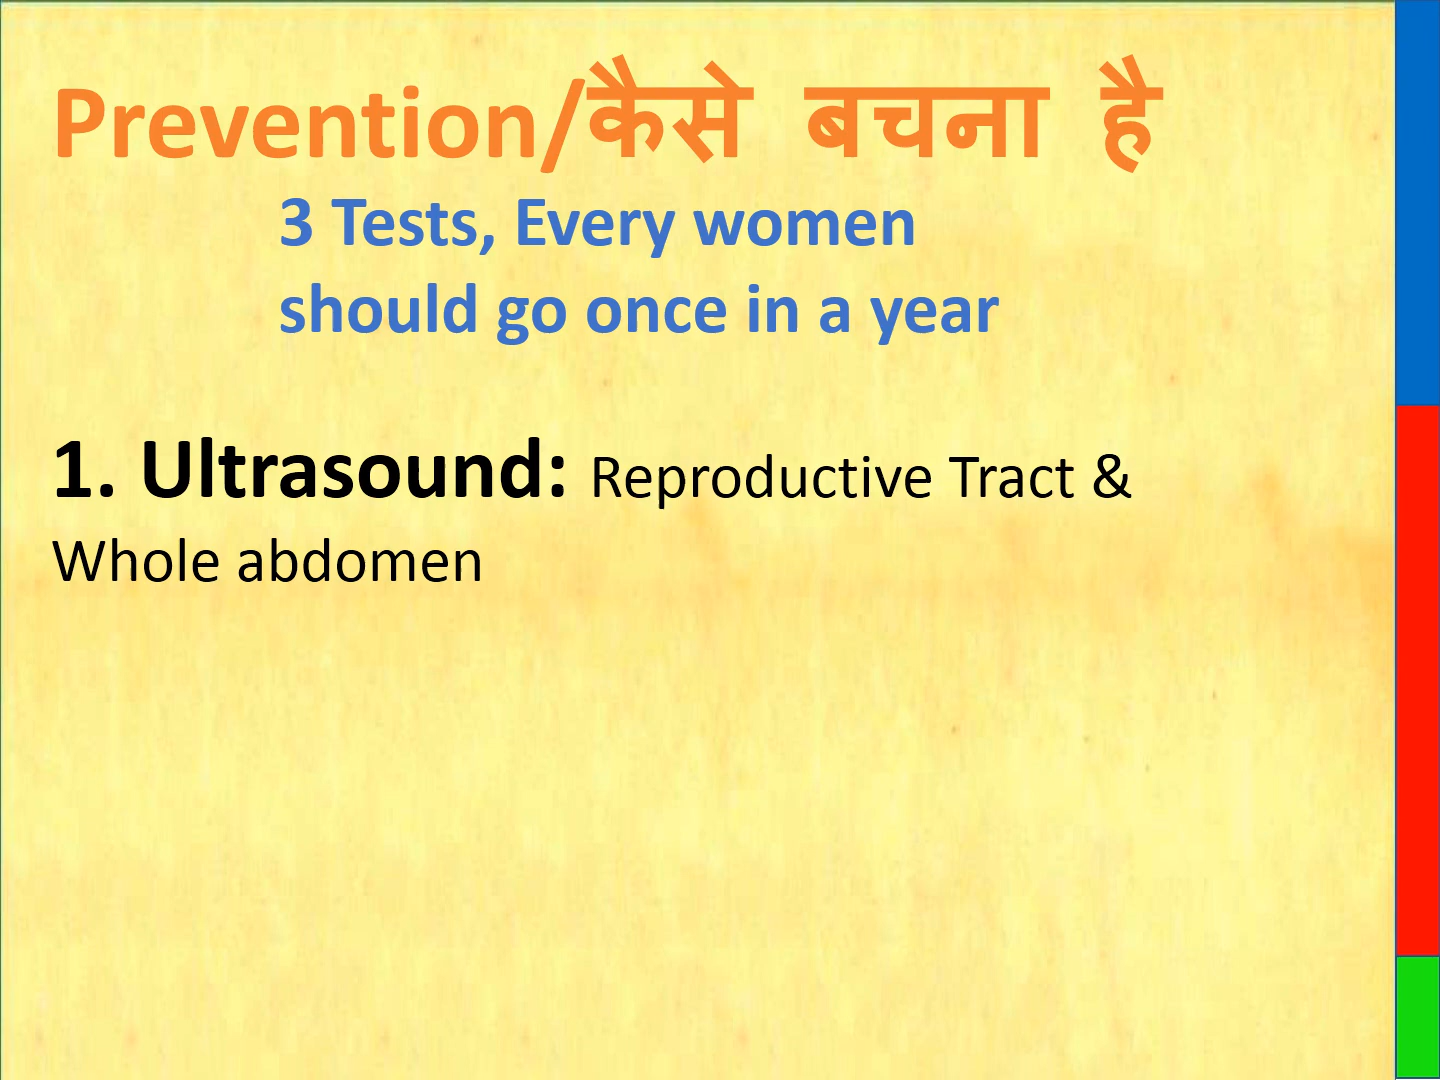 Prevention/कैसे बचना है
3 Tests, Every women
should go once in a year
1. Ultrasound: Reproductive Tract &
Whole abdomen